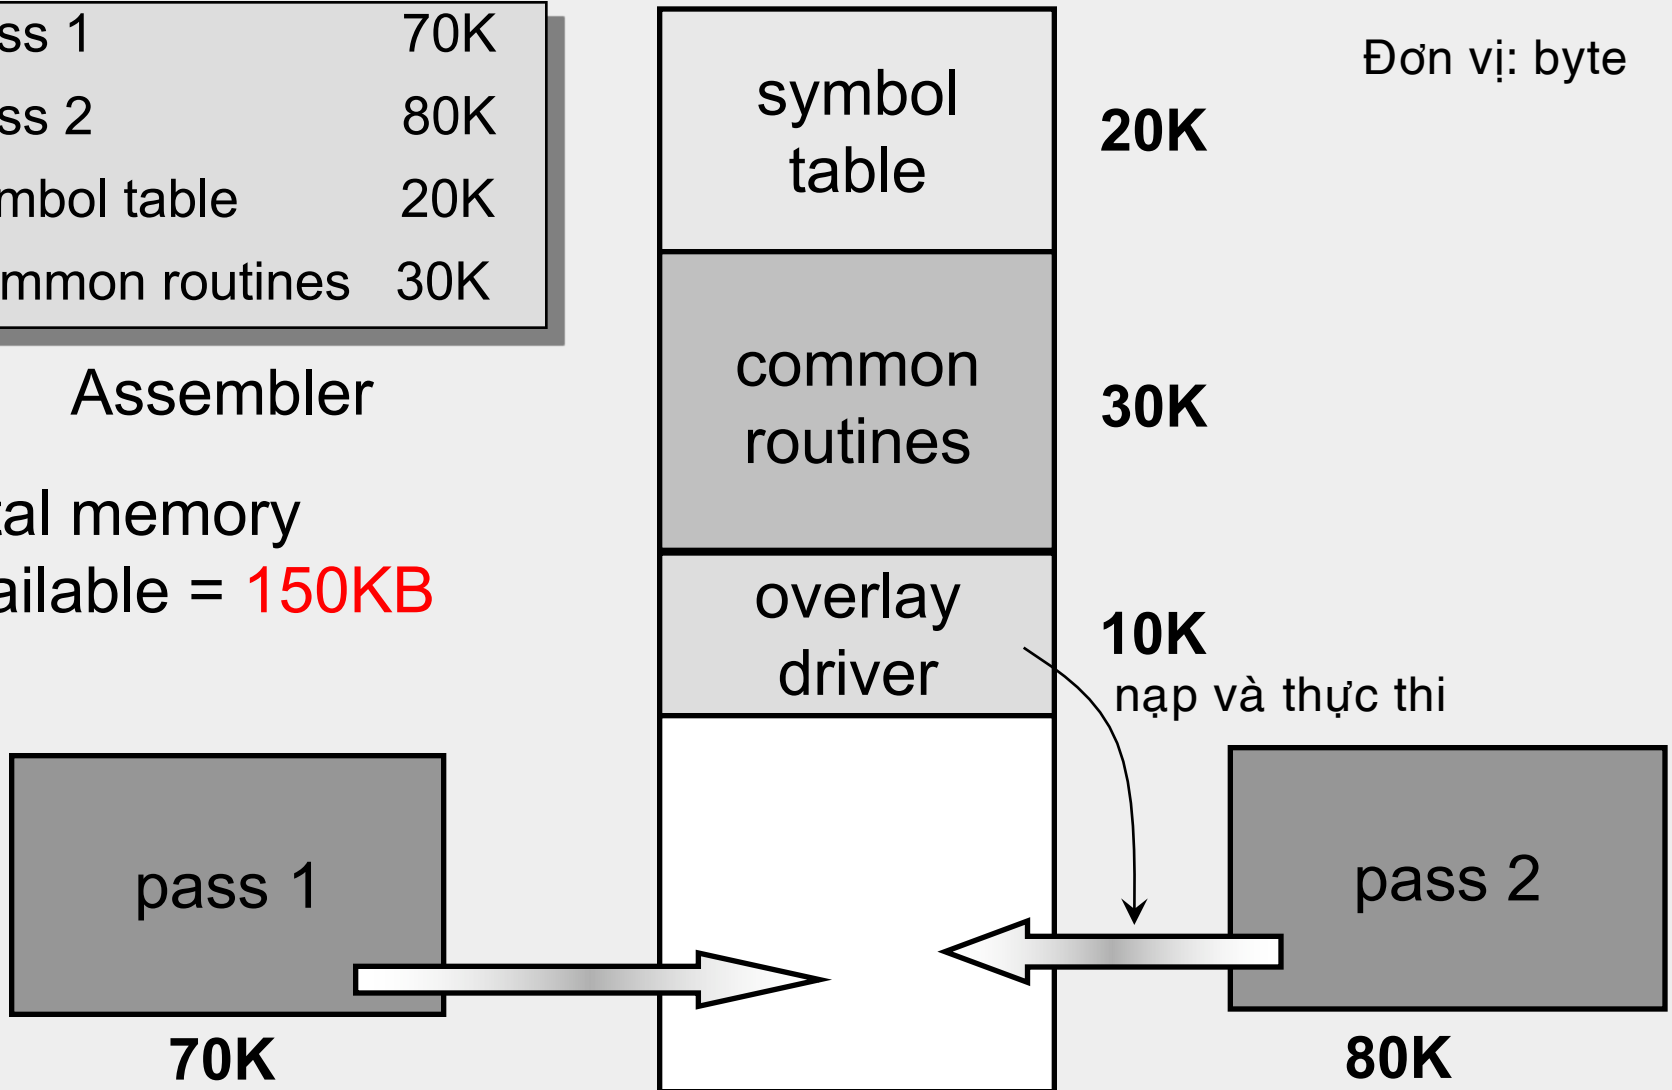 ss 1 70K
ss 2 80K
mbol table 20K
mmon routines 30K
Assembler
tal memory
ailable = 150KB
symbol
table
common
routines
overlay
driver
Đơn vị: byte
20K
30K
10K
nạp và thực thi
pass 1
70K
pass 2
80K